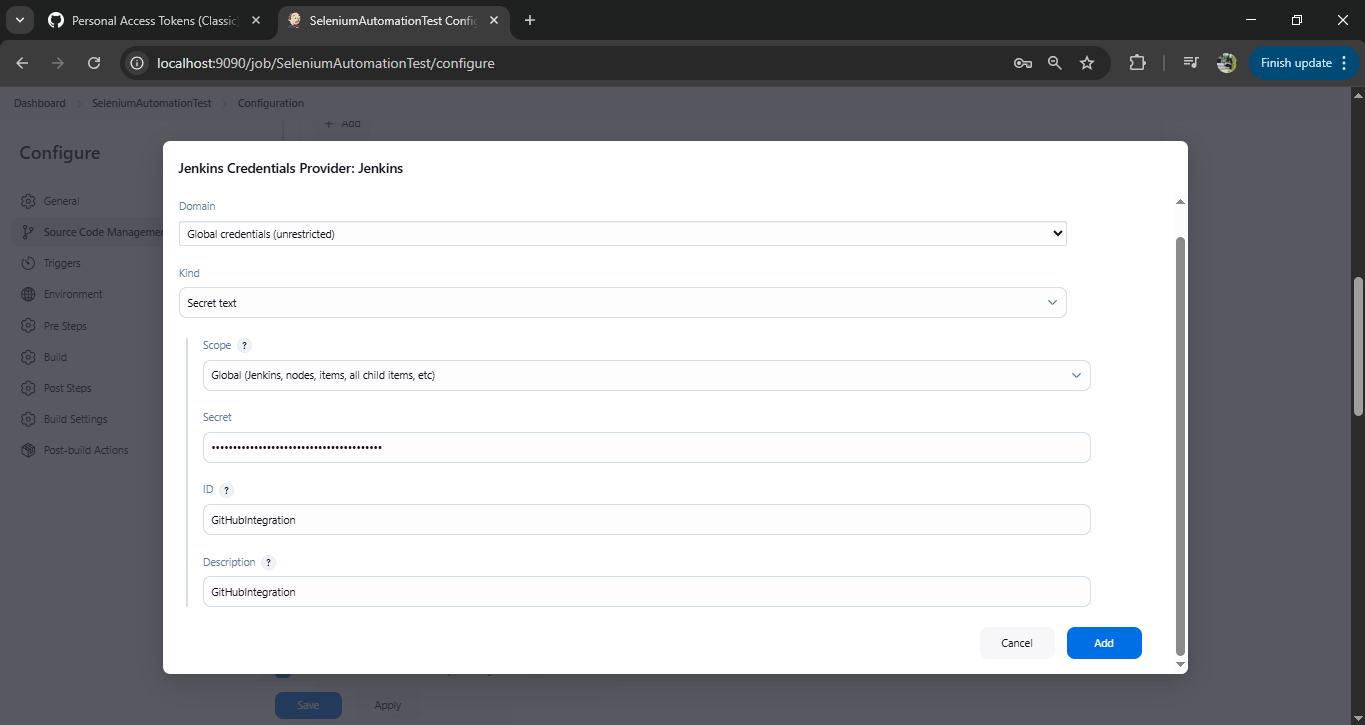 Personal Access Tokens (Classic)
SeleniumAutomationTest Config
localhost:9090/job/SeleniumAutomationTest/configure
Finish update
Dashboard
SeleniumAutomationTest
Configuration
Add
Configure
General
Source Code Managemen
Triggers
Environment
Pre Steps
Build
Post Steps
Build Settings
Post-build Actions
Jenkins Credentials Provider: Jenkins
Domain
Global credentials (unrestricted)
Kind
Secret text
Scope ?
Global (Jenkins, nodes, items, all child items, etc)
Secret
••••••••••••••••••••••••••••••••••••••••
ID ?
GitHubIntegration
Description ?
GitHubIntegration
Cancel
Add
Save
Apply